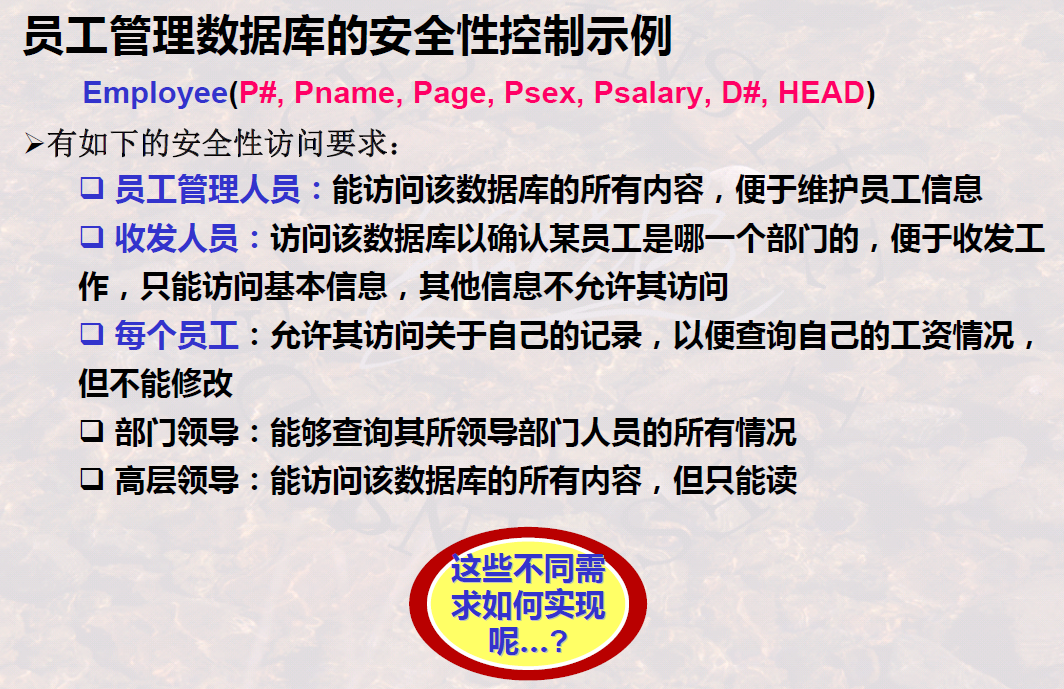 员工管理数据库的安全性控制示例
Employee(P#, Pname, Page, Psex, Psalary, D#, HEAD)
➢有如下的安全性访问要求：
❑ 员工管理人员：能访问该数据库的所有内容，便于维护员工信息
❑ 收发人员：访问该数据库以确认某员工是哪一个部门的，便于收发工
作，只能访问基本信息，其他信息不允许其访问
❑ 每个员工：允许其访问关于自己的记录，以便查询自己的工资情况，
但不能修改
❑ 部门领导：能够查询其所领导部门人员的所有情况
❑ 高层领导：能访问该数据库的所有内容，但只能读
这些不同需
求如何实现
呢...?